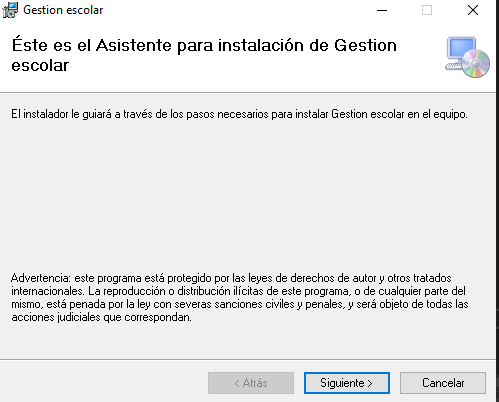 Gestion escolar
Éste es el Asistente para instalación de Gestion
escolar
El instalador le guiará a través de los pasos necesarios para instalar Gestion escolar en el equipo.
Advertencia: este programa está protegido por las leyes de derechos de autor y otros tratados
internacionales. La reproducción o distribución ilícitas de este programa, o de cualquier parte del
mismo, está penada por la ley con severas sanciones civiles y penales, y será objeto de todas las
acciones judiciales que correspondan.
< Atrás Siguiente > Cancelar